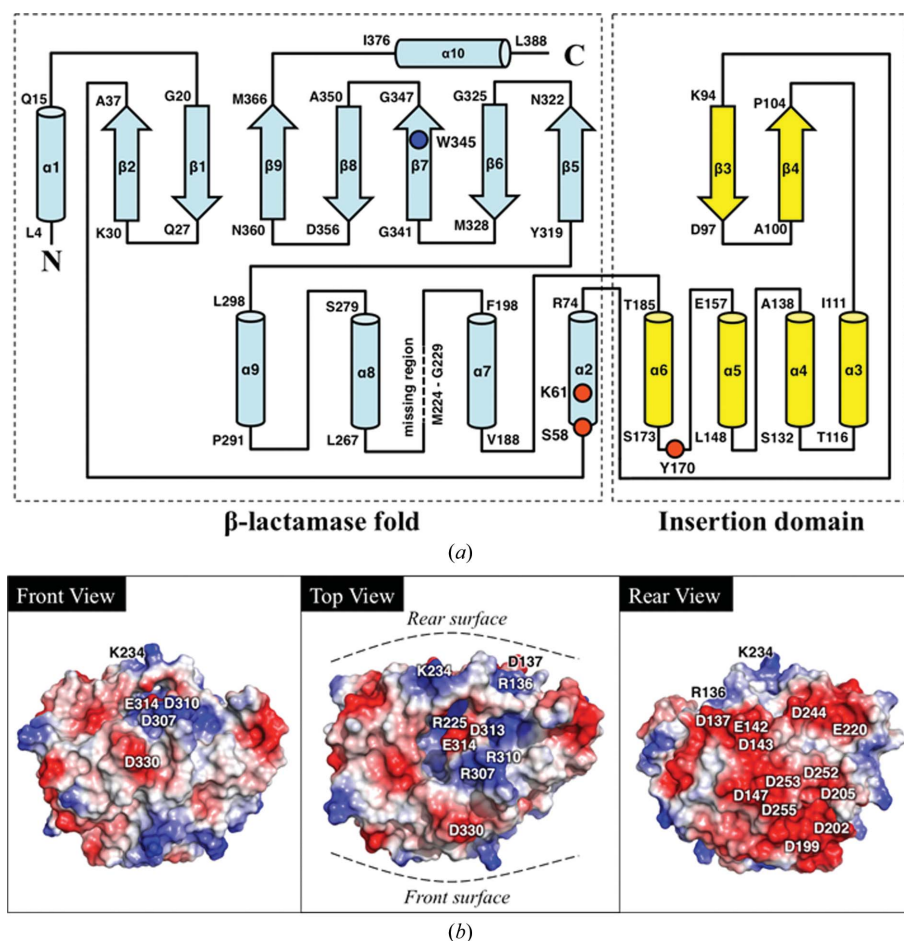 I376 α10 L388 C
Q15 A37 G20 M366 A350 G347 G325 N322 K94 P104
W345
α1 β2 β1 β9 β8 β7 β6 β5 β3 β4
L4 K30 Q27 N360 D356 G341 M328 Y319 D97 A100
N
L298 S279 F198 R74 T185 E157 A138 I111
α9 α8 missing region M224 - G229 α7 α2 α6 α5 α4 α3
K61
P291 L267 V188 S58 S173 L148 S132 T116
Y170
β-lactamase fold Insertion domain
(a)
Front View
K234
E314 D310
D307
D330
Top View
Rear surface
K234 D137
R136
R225 D313
E314
R310
R307
D330
Front surface
Rear View
K234
R136
D137 E142 D244
D143 E220
D253 D252
D147 D205
D255
D202
D199
(b)